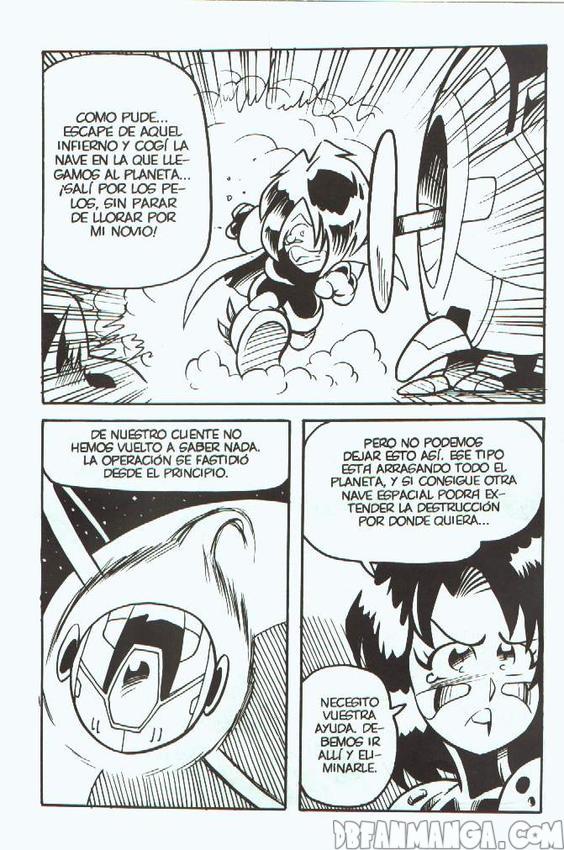 COMO PUDE...
ESCAPE DE AQUEL
INFIERNO Y COGÍ LA
NAVE EN LA QUE LLE-
GAMOS AL PLANETA...
¡SALÍ POR LOS PE-
LOS, SIN PARAR
DE LLORAR POR
MI NOVIO!
DE NUESTRO CLIENTE NO
HEMOS VUELTO A SABER NADA.
LA OPERACIÓN SE FASTIDIÓ
DESDE EL PRINCIPIO.
PERO NO PODEMOS
DEJAR ESTO ASÍ. ESE TIPO
ESTÁ ARRASANDO TODO EL
PLANETA, Y SI CONSIGUE OTRA
NAVE ESPACIAL PODRÁ EX-
TENDER LA DESTRUCCIÓN
POR DONDE QUIERA...
NECESITO
VUESTRA
AYUDA. DE-
BEMOS IR
ALLÍ Y ELI-
MINARLE.
DBFANMANGA.COM